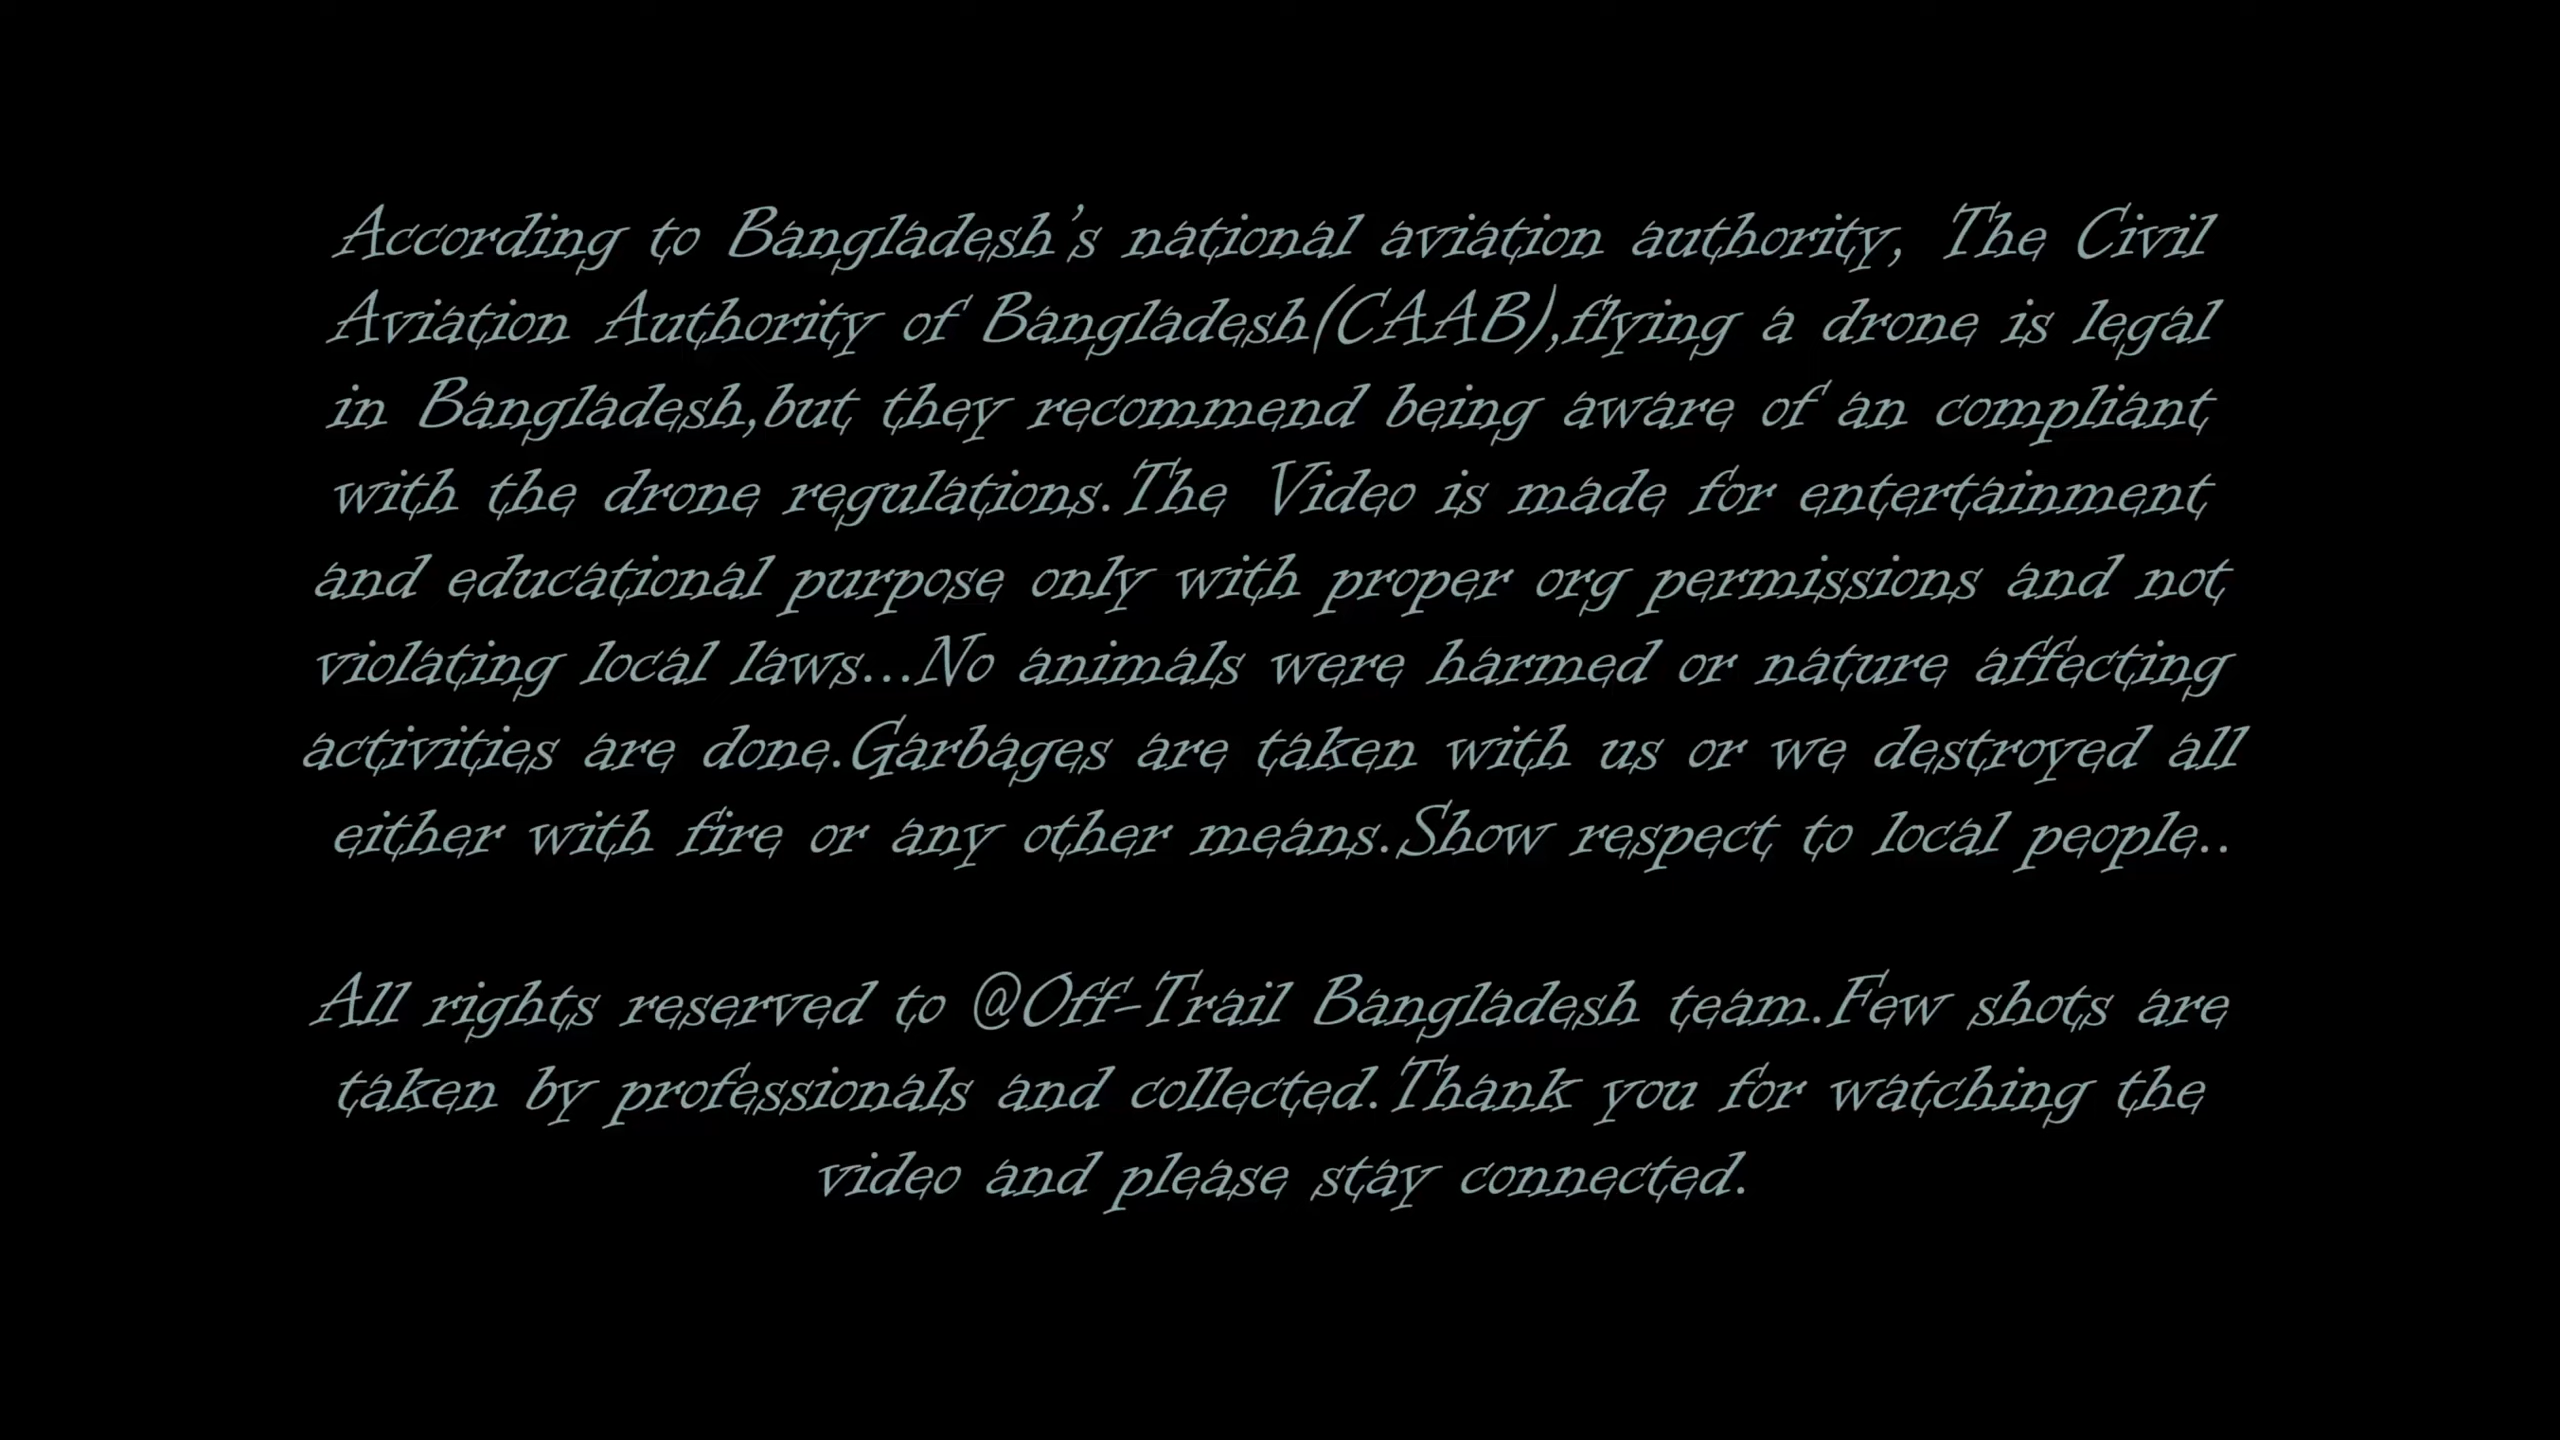 According to Bangladesh's national aviation authority, The Civil
Aviation Authority of Bangladesh(CAAB),flying a drone is legal
in Bangladesh,but they recommend being aware of an compliant
with the drone regulations.The Video is made for entertainment
and educational purpose only with proper org permissions and not
violating local laws...No animals were harmed or nature affecting
activities are done.Garbages are taken with us or we destroyed all
either with fire or any other means.Show respect to local people..
All rights reserved to @Off-Trail Bangladesh team.Few shots are
taken by professionals and collected.Thank you for watching the
video and please stay connected.